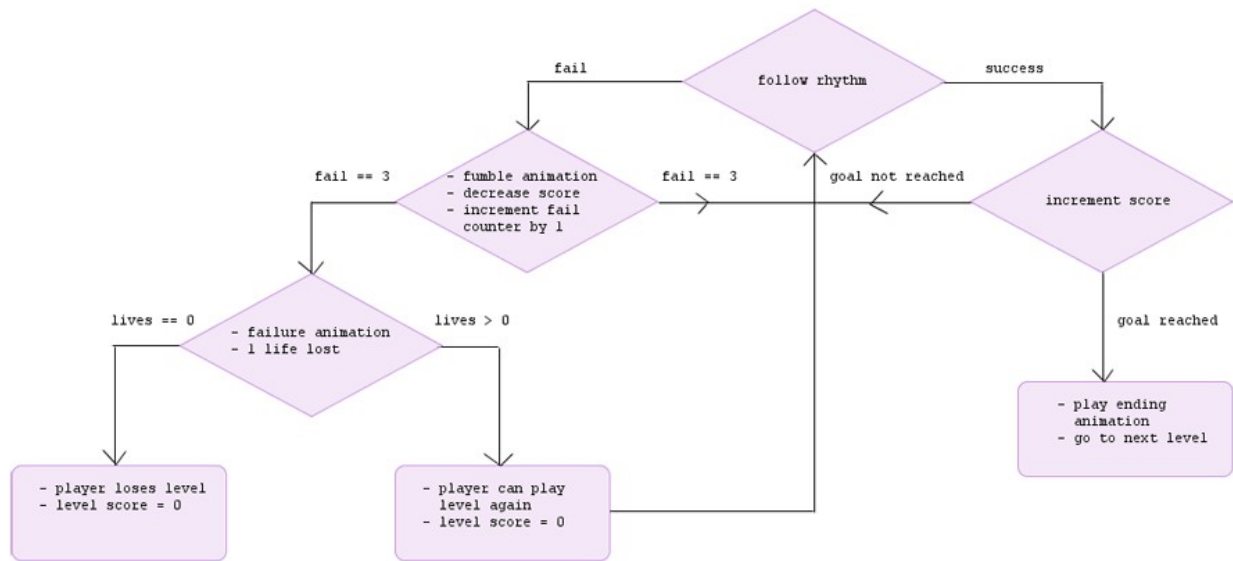 follow rhythm
fail
success
- fumble animation
- decrease score
- increment fail
counter by 1
fail == 3
fail == 3
goal not reached
increment score
goal reached
- failure animation
- 1 life lost
lives == 0
lives > 0
- play ending
animation
- go to next level
- player loses level
- level score = 0
- player can play
level again
- level score = 0